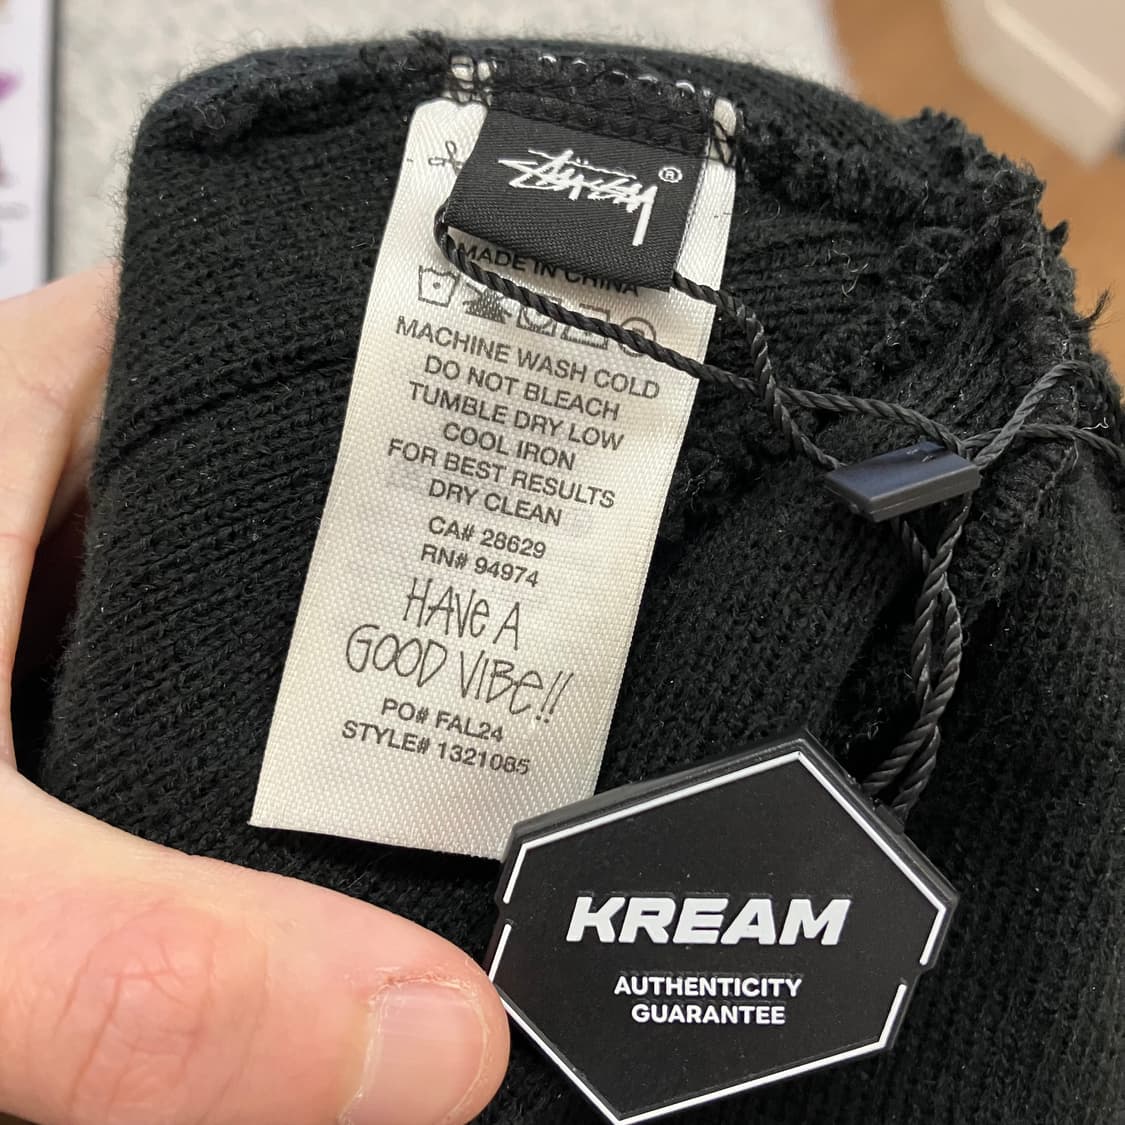 STÜSSY ®
MADE IN CHINA
MACHINE WASH COLD
DO NOT BLEACH
TUMBLE DRY LOW
COOL IRON
FOR BEST RESULTS
DRY CLEAN
CA# 28629
RN# 94974
HAVE A
GOOD VIBE!!
PO# FAL24
STYLE# 1321085
KREAM
AUTHENTICITY
GUARANTEE